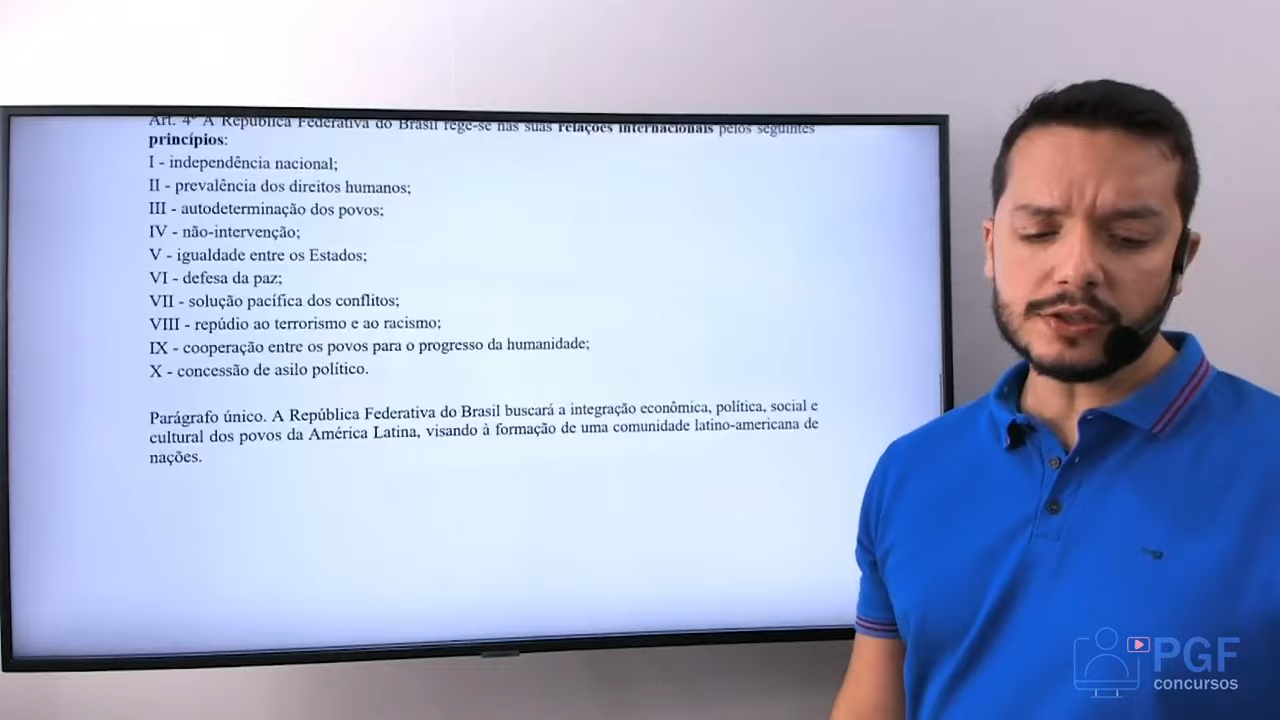 Art. 4º A República Federativa do Brasil rege-se nas suas relações internacionais pelos seguintes
princípios:
I - independência nacional;
II - prevalência dos direitos humanos;
III - autodeterminação dos povos;
IV - não-intervenção;
V - igualdade entre os Estados;
VI - defesa da paz;
VII - solução pacífica dos conflitos;
VIII - repúdio ao terrorismo e ao racismo;
IX - cooperação entre os povos para o progresso da humanidade;
X - concessão de asilo político.
Parágrafo único. A República Federativa do Brasil buscará a integração econômica, política, social e
cultural dos povos da América Latina, visando à formação de uma comunidade latino-americana de
nações.
PGF
concursos